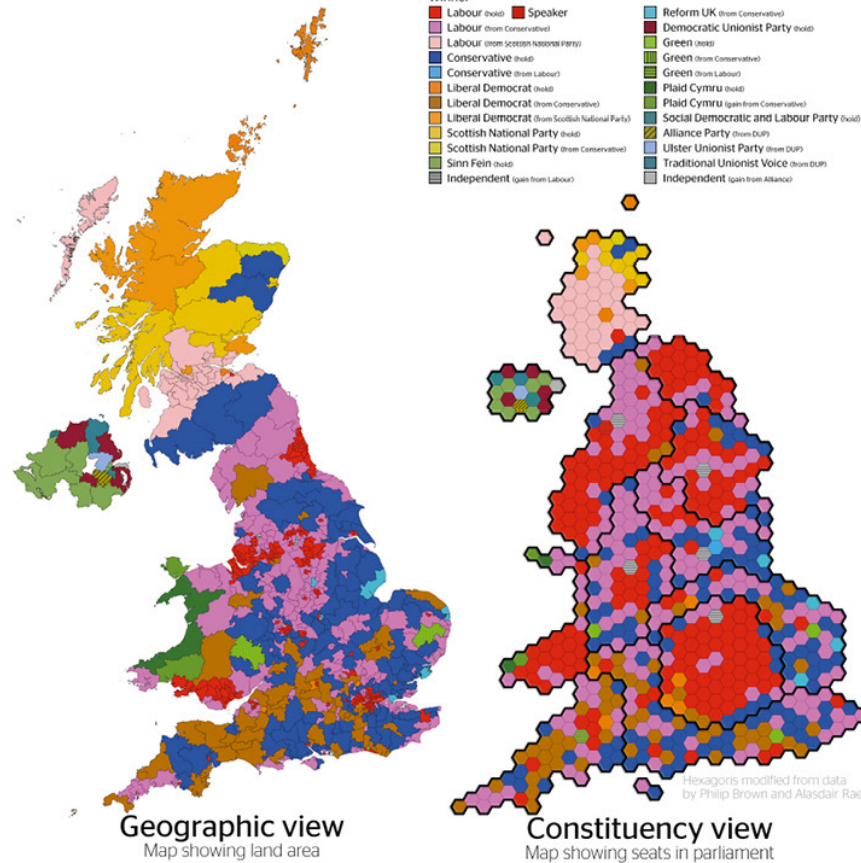 Labour (hold) Speaker
Labour (from Conservative)
Labour (from Scottish National Party)
Conservative (hold)
Conservative (from Labour)
Liberal Democrat (hold)
Liberal Democrat (from Conservative)
Liberal Democrat (from Scottish National Party)
Scottish National Party (hold)
Scottish National Party (from Conservative)
Sinn Fein (hold)
Independent (gain from Labour)
Reform UK (from Conservative)
Democratic Unionist Party (hold)
Green (hold)
Green (from Conservative)
Green (from Labour)
Plaid Cymru (hold)
Plaid Cymru (gain from Conservative)
Social Democratic and Labour Party (hold)
Alliance Party (from DUP)
Ulster Unionist Party (from DUP)
Traditional Unionist Voice (from DUP)
Independent (gain from Alliance)
Hexagons modified from data
by Philip Brown and Alasdair Rae
Geographic view
Map showing land area
Constituency view
Map showing seats in parliament